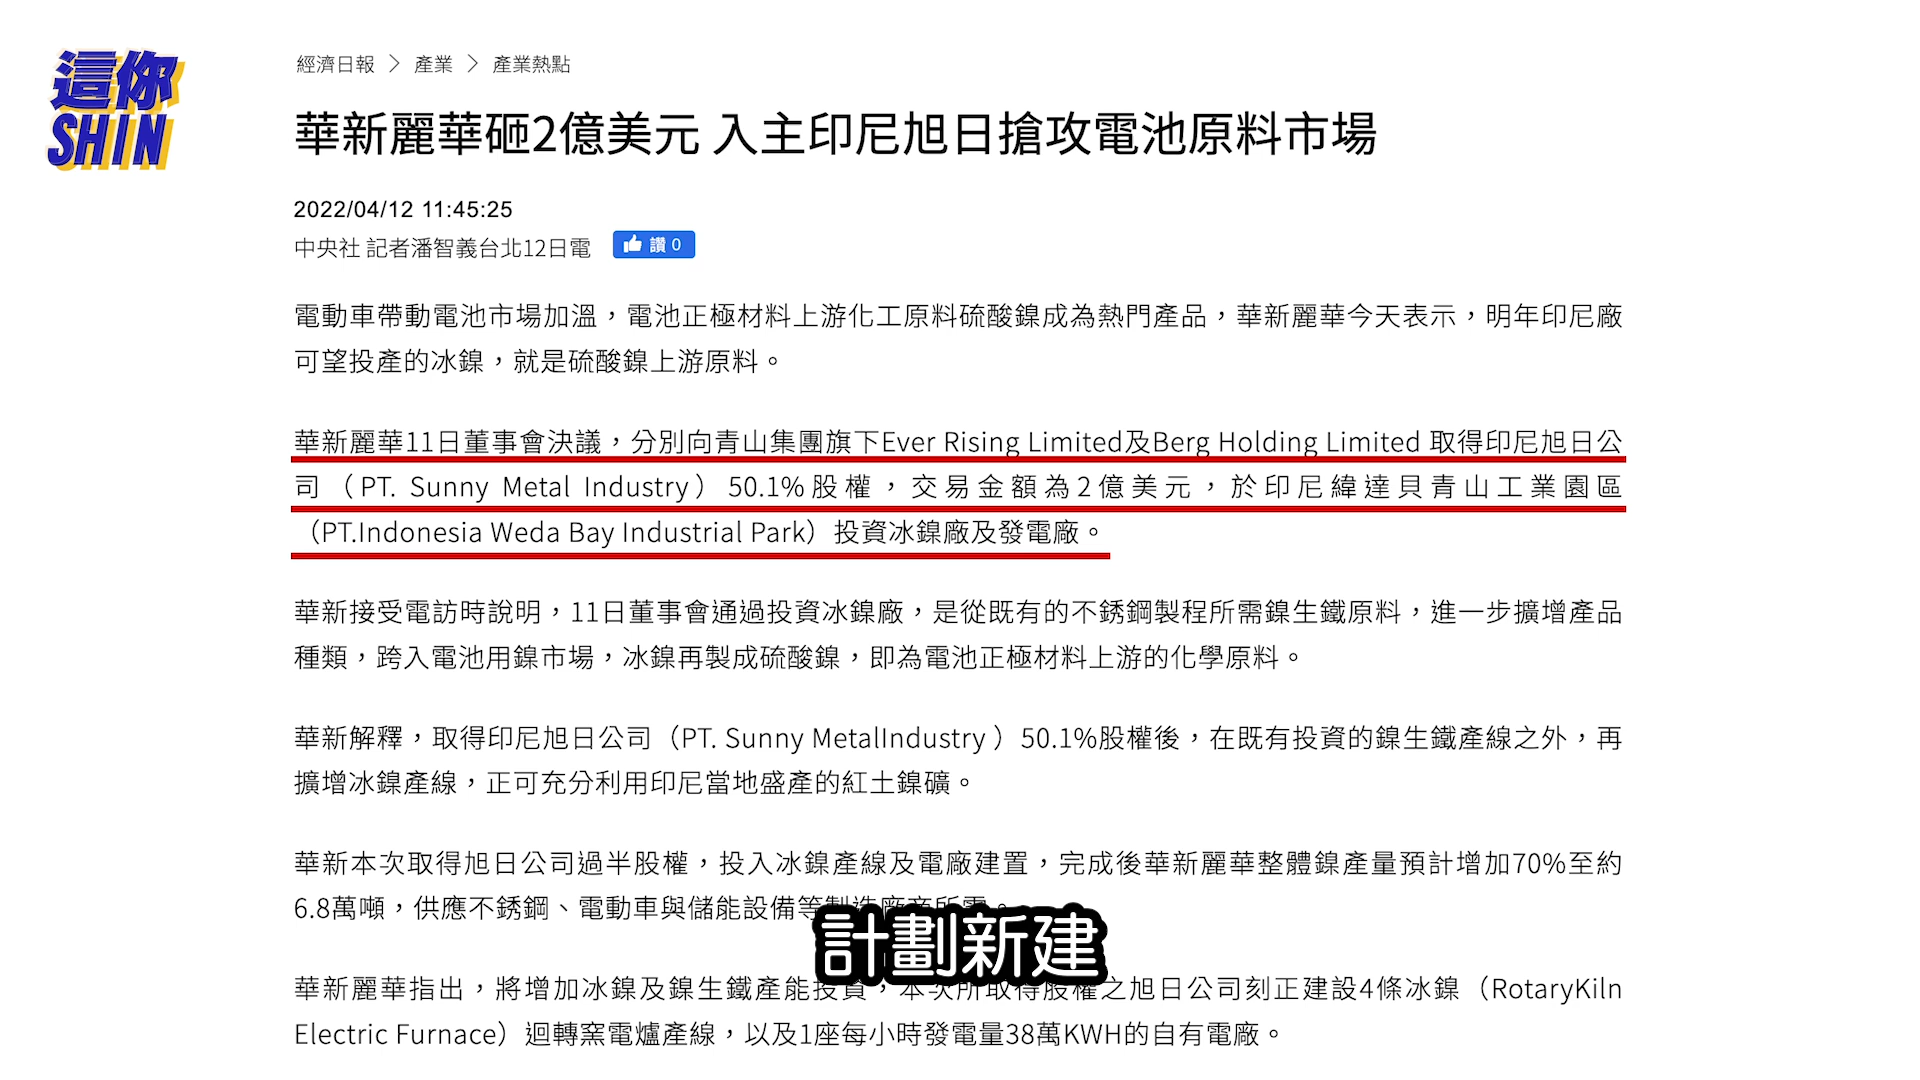 這你
SHIN
經濟日報 > 產業 > 產業熱點
華新麗華砸2億美元 入主印尼旭日搶攻電池原料市場
2022/04/12 11:45:25
中央社 記者潘智義台北12日電
讚 0
電動車帶動電池市場加溫，電池正極材料上游化工原料硫酸鎳成為熱門產品，華新麗華今天表示，明年印尼廠
可望投產的冰鎳，就是硫酸鎳上游原料。
華新麗華11日董事會決議，分別向青山集團旗下Ever Rising Limited及Berg Holding Limited 取得印尼旭日公
司（PT. Sunny Metal Industry）50.1%股權，交易金額為2億美元，於印尼緯達貝青山工業園區
（PT.Indonesia Weda Bay Industrial Park）投資冰鎳廠及發電廠。
華新接受電訪時說明，11日董事會通過投資冰鎳廠，是從既有的不銹鋼製程所需鎳生鐵原料，進一步擴增產品
種類，跨入電池用鎳市場，冰鎳再製成硫酸鎳，即為電池正極材料上游的化學原料。
華新解釋，取得印尼旭日公司（PT. Sunny MetalIndustry ）50.1%股權後，在既有投資的鎳生鐵產線之外，再
擴增冰鎳產線，正可充分利用印尼當地盛產的紅土鎳礦。
華新本次取得旭日公司過半股權，投入冰鎳產線及電廠建置，完成後華新麗華整體鎳產量預計增加70%至約
6.8萬噸，供應不銹鋼、電動車與儲能設備等製造廠商所需。
計劃新建
華新麗華指出，將增加冰鎳及鎳生鐵產能投資，本次所取得股權之旭日公司刻正建設4條冰鎳（RotaryKiln
Electric Furnace）迴轉窯電爐產線，以及1座每小時發電量38萬KWH的自有電廠。